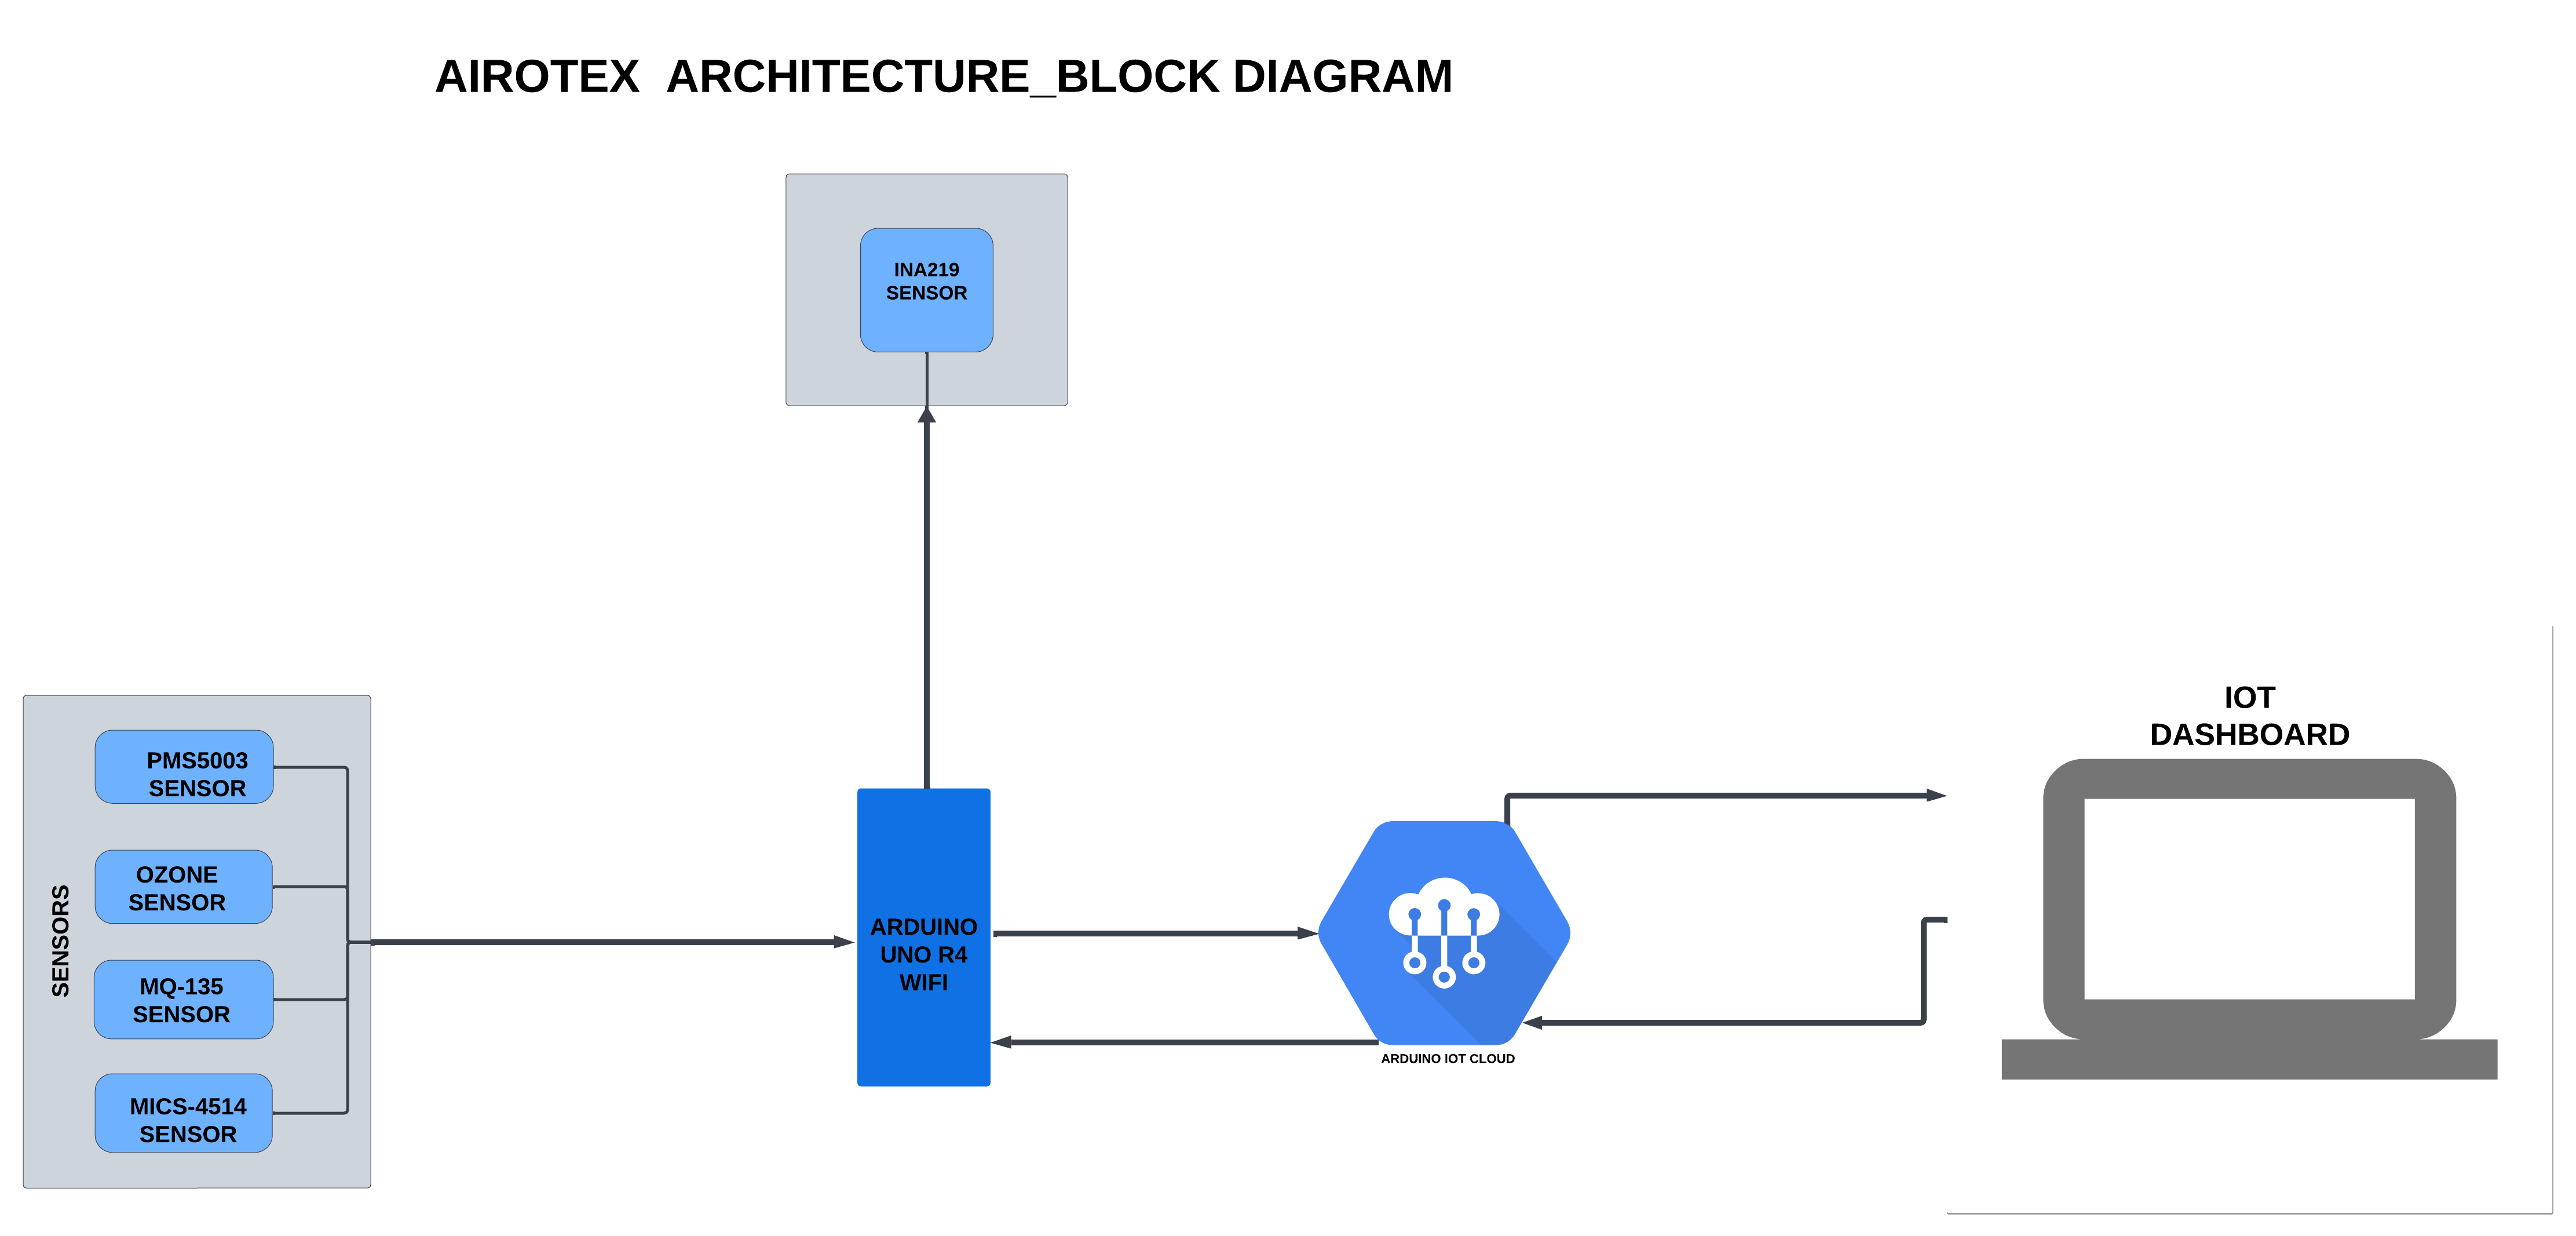 AIROTEX  ARCHITECTURE_BLOCK DIAGRAM
INA219
SENSOR
SENSORS
PMS5003
SENSOR
OZONE
SENSOR
MQ-135
SENSOR
MICS-4514
SENSOR
ARDUINO
UNO R4
WIFI
ARDUINO IOT CLOUD
IOT
DASHBOARD